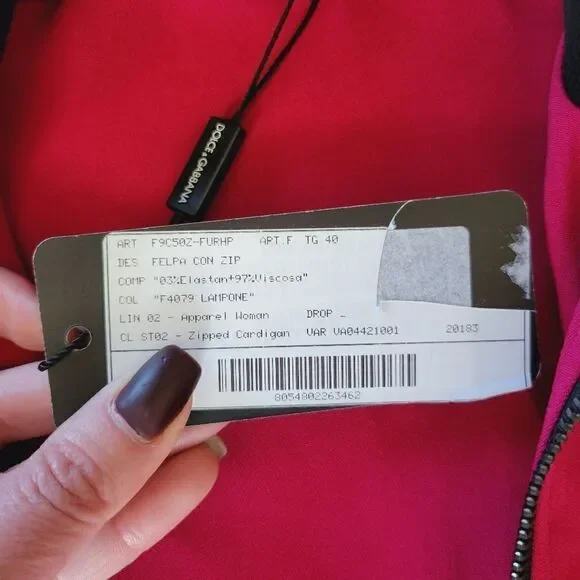 DOLCE & GABBANA
ART F9C50Z-FURHP ART.F TG 40
DES FELPA CON ZIP
COMP "03%Elastan+97%Viscosa"
COL "F4079 LAMPONE"
LIN 02 - Apparel Woman DROP _
CL ST02 - Zipped Cardigan VAR VA04421001 20183
8054802263462